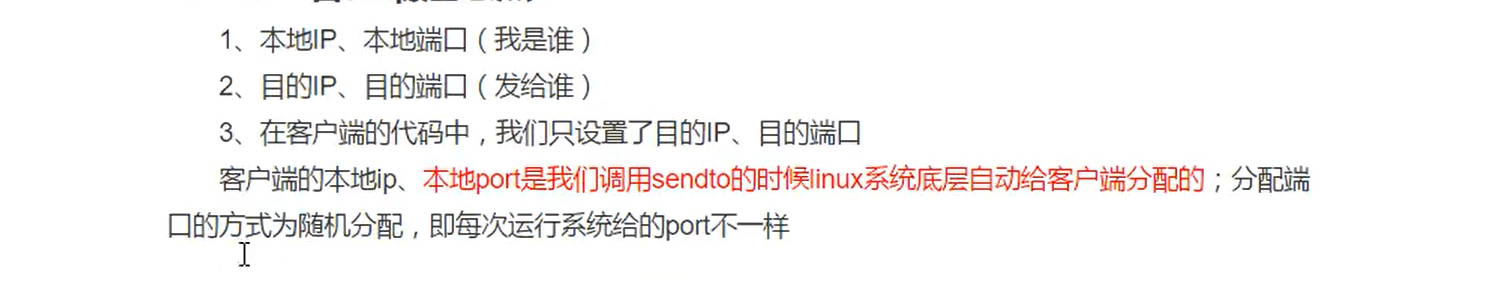 1、本地IP、本地端口（我是谁）
2、目的IP、目的端口（发给谁）
3、在客户端的代码中，我们只设置了目的IP、目的端口
客户端的本地ip、本地port是我们调用sendto的时候linux系统底层自动给客户端分配的；分配端
口的方式为随机分配，即每次运行系统给的port不一样